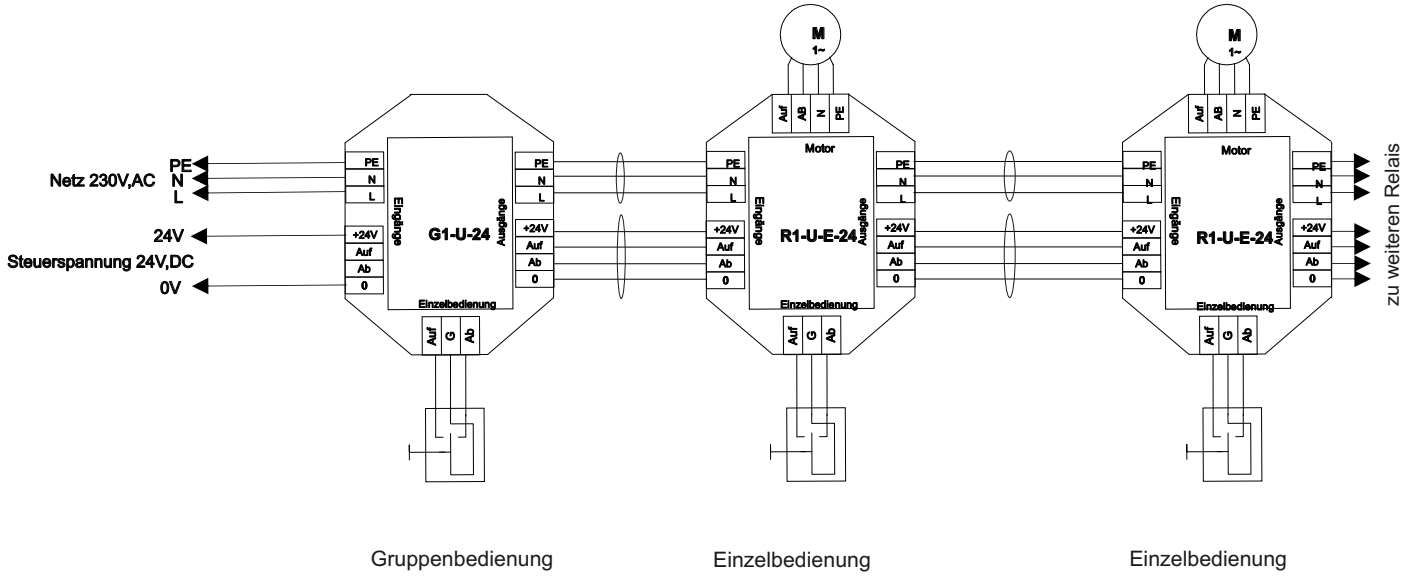 M
1~
M
1~
Auf
AB
N
PE
Auf
AB
N
PE
Netz 230V,AC
PE
N
L
24V
Steuerspannung 24V,DC
0V
PE
N
L
+24V
Auf
Ab
0
Eingänge
G1-U-24
Ausgänge
Einzelbedienung
PE
N
L
+24V
Auf
Ab
0
Auf
G
Ab
PE
N
L
+24V
Auf
Ab
0
Motor
Eingänge
R1-U-E-24
Ausgänge
Einzelbedienung
PE
N
L
+24V
Auf
Ab
0
Auf
G
Ab
PE
N
L
+24V
Auf
Ab
0
Motor
Eingänge
R1-U-E-24
Ausgänge
Einzelbedienung
PE
N
L
+24V
Auf
Ab
0
Auf
G
Ab
zu weiteren Relais
Gruppenbedienung
Einzelbedienung
Einzelbedienung